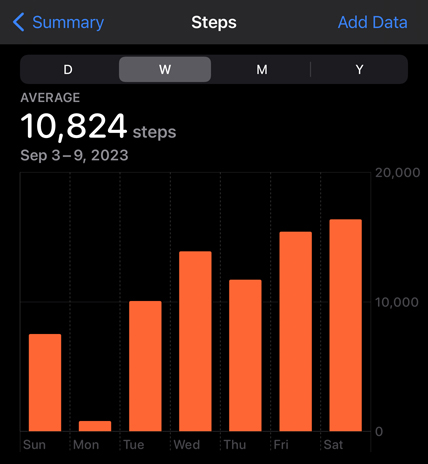 Summary Steps Add Data
D W M Y
AVERAGE
10,824 steps
Sep 3–9, 2023
20,000
10,000
0
Sun Mon Tue Wed Thu Fri Sat